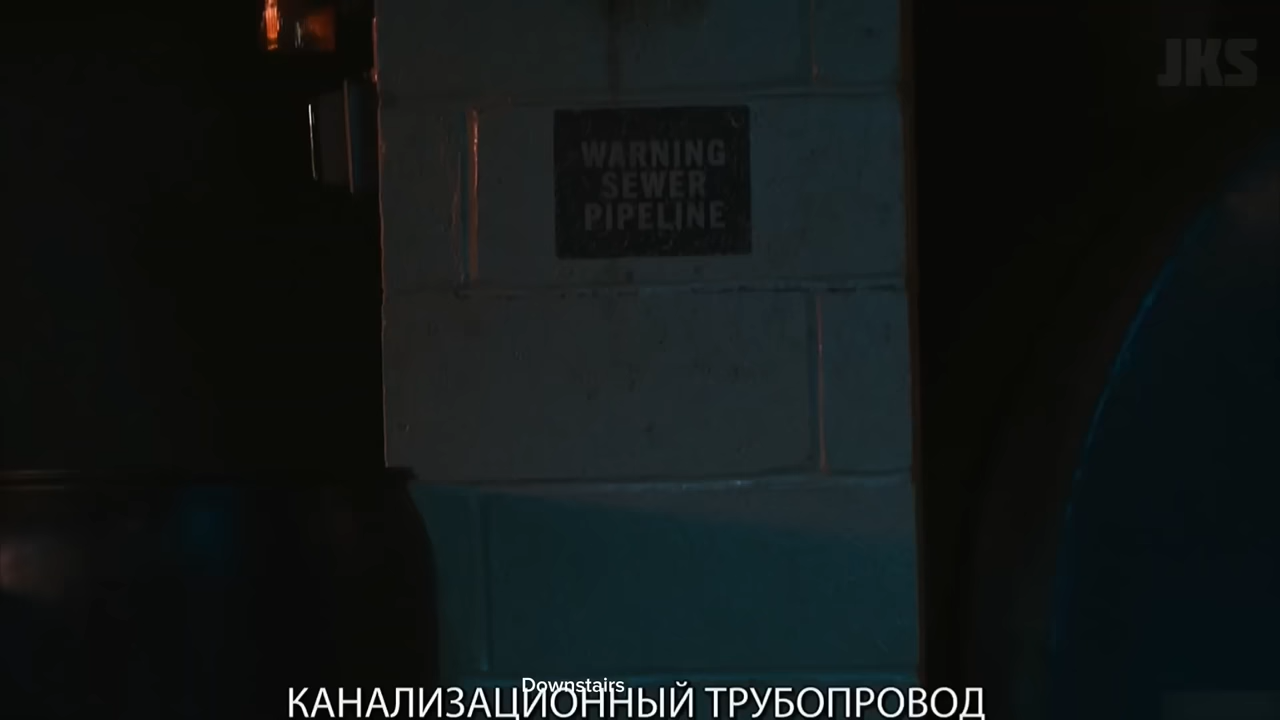 JKS
WARNING
SEWER
PIPELINE
Downstairs
КАНАЛИЗАЦИОННЫЙ ТРУБОПРОВОД